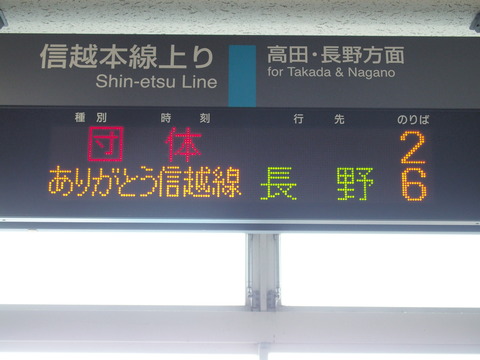 信越本線上り
Shin-etsu Line
高田・長野方面
for Takada & Nagano
種別 時刻 行先 のりば
団体 2
ありがとう信越線 長野 6